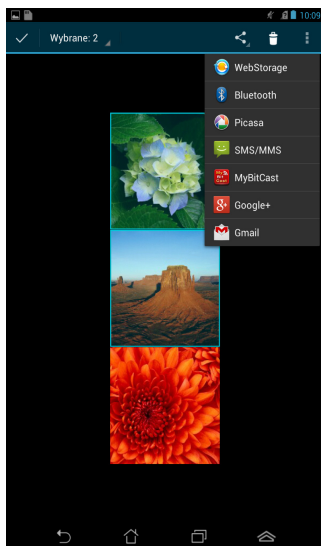 10:09
Wybrane: 2
WebStorage
Bluetooth
Picasa
SMS/MMS
MyBitCast
Google+
Gmail